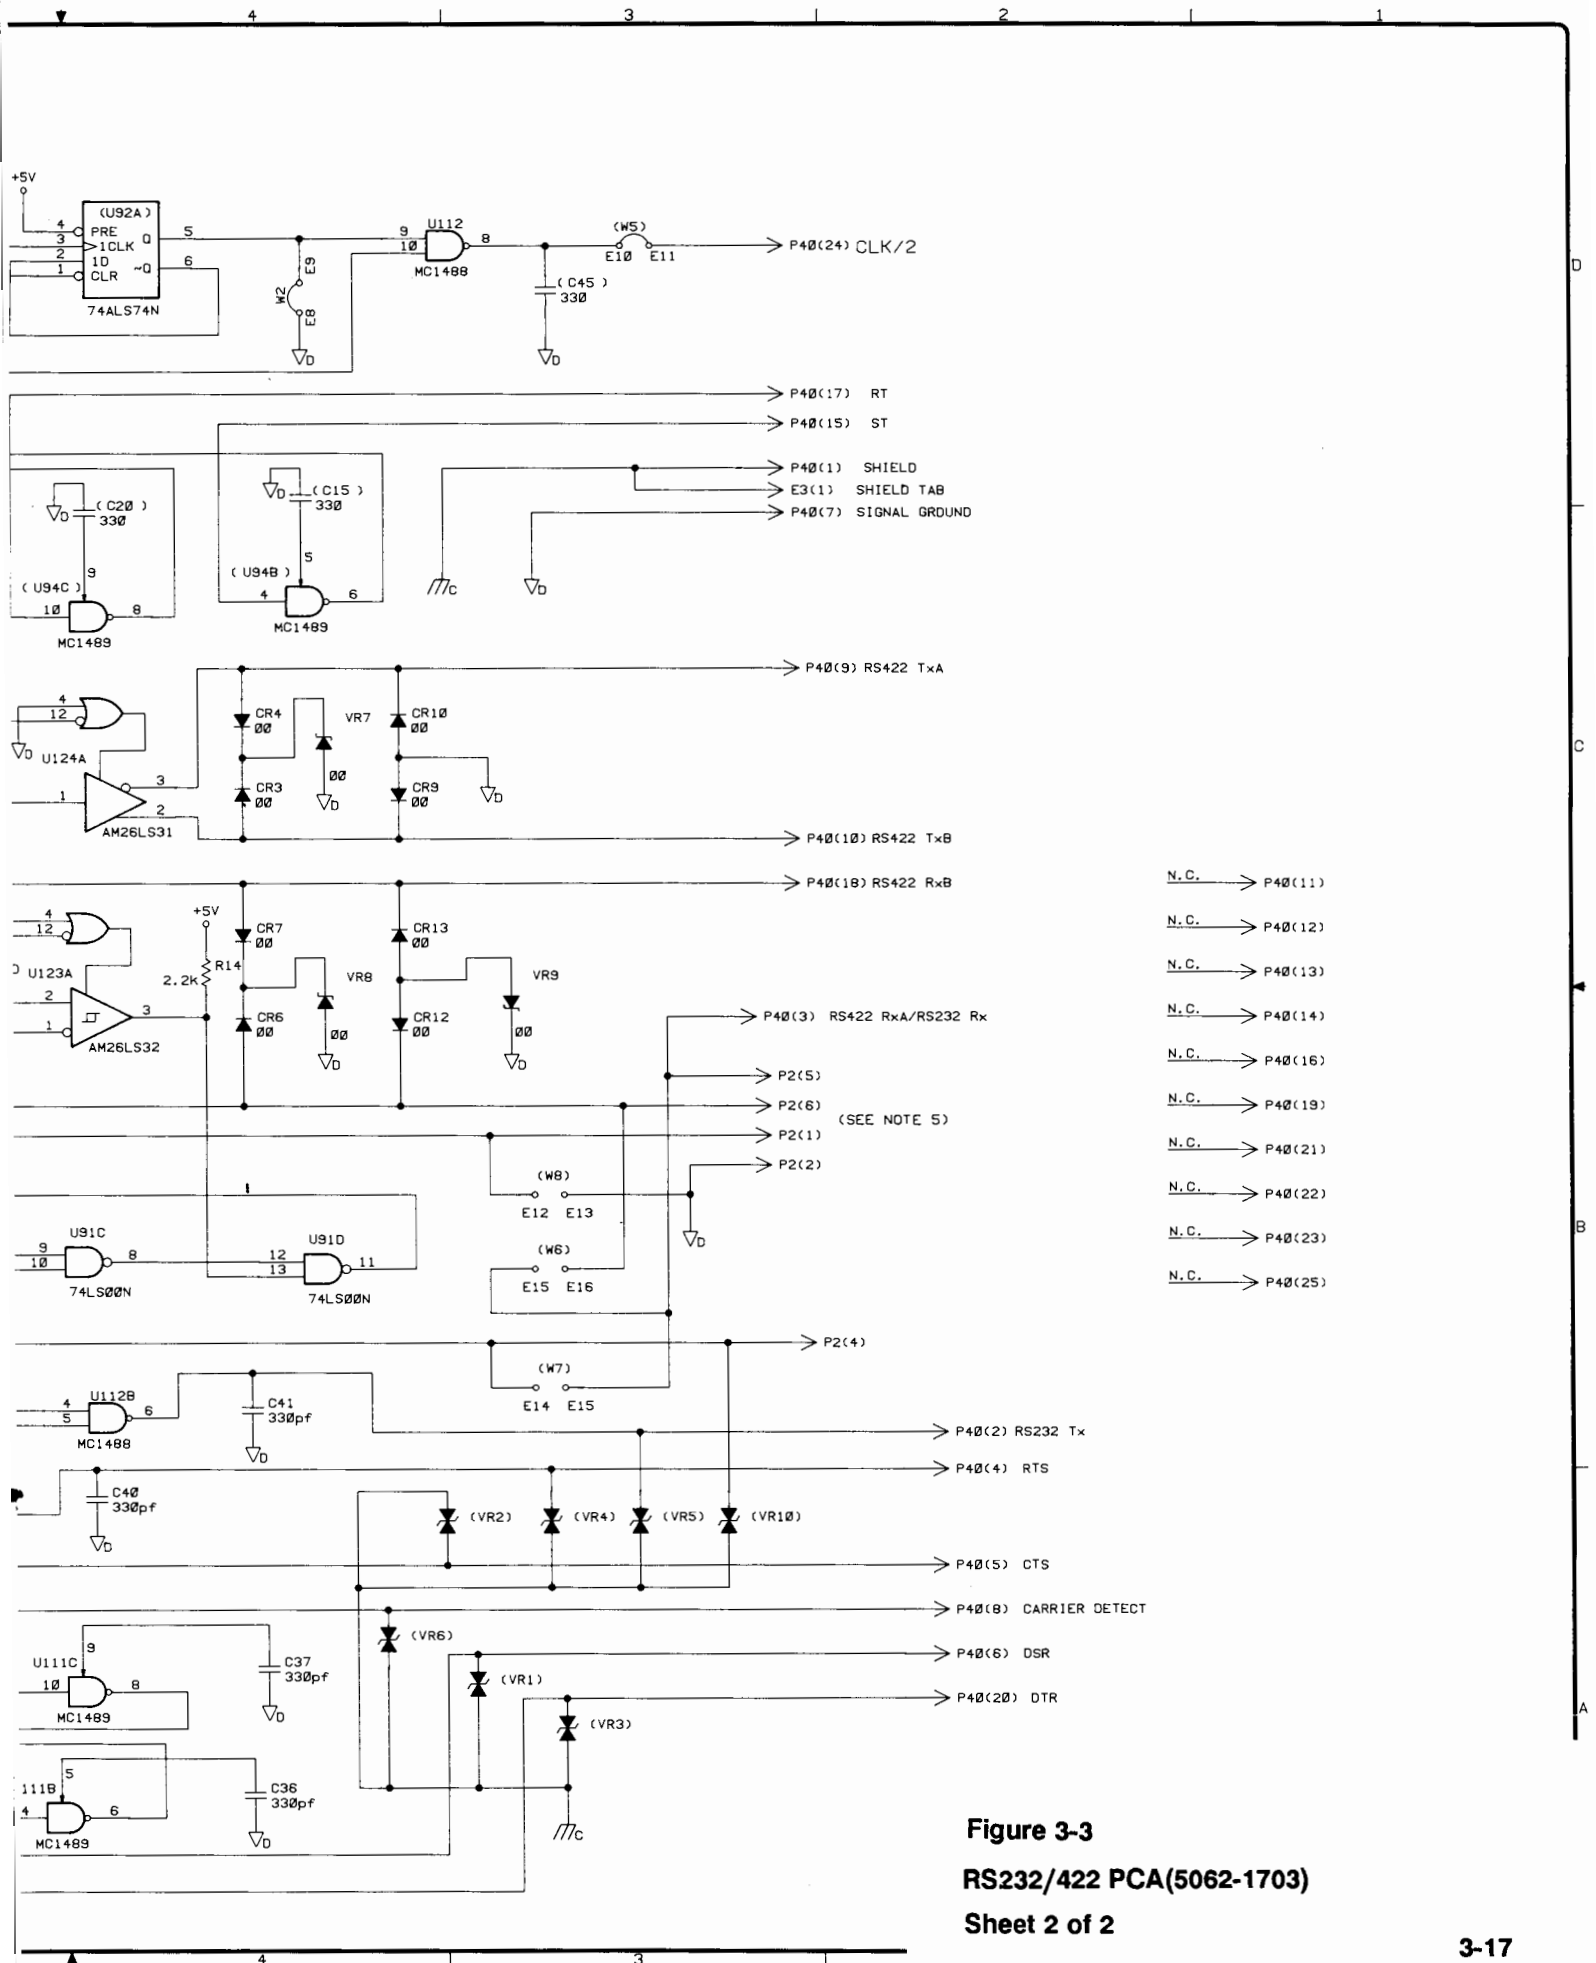 4 3 2 1
+5V
(U92A)
4 PRE Q 5
3 1CLK
2 1D ~Q 6
1 CLR
74ALS74N
E9
W2
E8
D
9 U112 8
10
MC1488
(W5)
E10 E11
P40(24) CLK/2
(C45)
330
D
D
P40(17) RT
P40(15) ST
P40(1) SHIELD
E3(1) SHIELD TAB
P40(7) SIGNAL GROUND
D
(C20)
330
D
(C15)
330
9
(U94C)
10 8
MC1489
5
(U94B)
4 6
MC1489
C
D
P40(9) RS422 TxA
4
12
D
U124A
1 3
2
AM26LS31
CR4
00
VR7
CR10
00
CR3
00
00
D
CR9
00
D
C
P40(10) RS422 TxB
P40(18) RS422 RxB
4
12
+5V
R14
2.2K
U123A
2 3
1
AM26LS32
CR7
00
CR13
00
VR8
VR9
CR6
00
00
D
CR12
00
00
D
P40(3) RS422 RxA/RS232 Rx
P2(5)
P2(6)
(SEE NOTE 5)
P2(1)
P2(2)
N.C. P40(11)
N.C. P40(12)
N.C. P40(13)
N.C. P40(14)
N.C. P40(16)
N.C. P40(19)
N.C. P40(21)
N.C. P40(22)
N.C. P40(23)
N.C. P40(25)
(W8)
E12 E13
D
(W6)
E15 E16
B
U91C
9 8
10
74LS00N
U91D
12 11
13
74LS00N
P2(4)
(W7)
E14 E15
U112B
4 6
5
MC1488
C41
330pf
D
P40(2) RS232 Tx
P40(4) RTS
C40
330pf
D
(VR2) (VR4) (VR5) (VR10)
P40(5) CTS
P40(8) CARRIER DETECT
(VR6)
P40(6) DSR
(VR1)
P40(20) DTR
(VR3)
9
U111C
10 8
MC1489
C37
330pf
D
A
5
111B
4 6
MC1489
C36
330pf
D
C
Figure 3-3
RS232/422 PCA(5062-1703)
Sheet 2 of 2
3-17
4 3